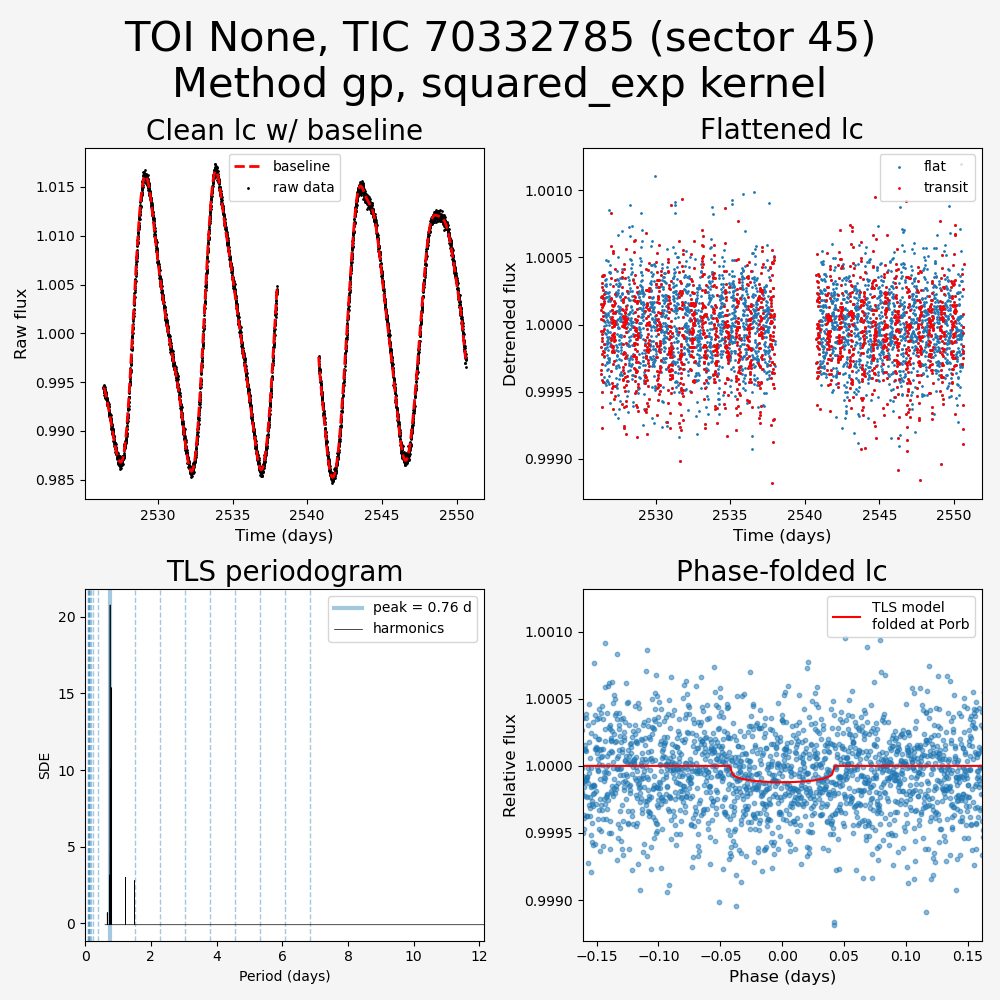 TOI None, TIC 70332785 (sector 45)
Method gp, squared_exp kernel
Clean lc w/ baseline
baseline
raw data
1.015
1.010
1.005
1.000
0.995
0.990
0.985
Raw flux
2530 2535 2540 2545 2550
Time (days)
Flattened lc
flat
transit
1.0010
1.0005
1.0000
0.9995
0.9990
Detrended flux
2530 2535 2540 2545 2550
Time (days)
TLS periodogram
peak = 0.76 d
harmonics
20
15
10
5
0
SDE
0 2 4 6 8 10 12
Period (days)
Phase-folded lc
TLS model
folded at Porb
1.0010
1.0005
1.0000
0.9995
0.9990
Relative flux
−0.15 −0.10 −0.05 0.00 0.05 0.10 0.15
Phase (days)